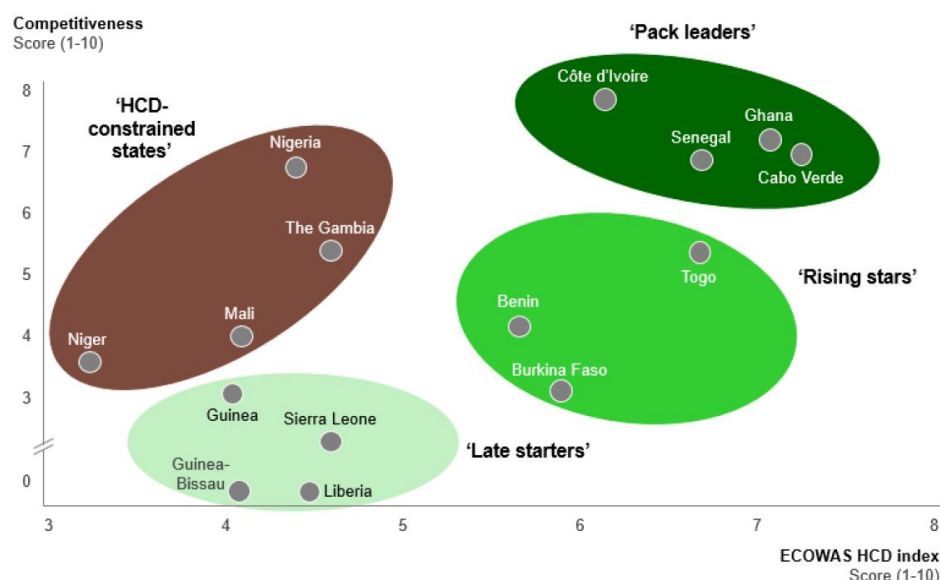 Competitiveness
Score (1-10)
‘Pack leaders’
Côte d’Ivoire
Ghana
Senegal
Cabo Verde
‘HCD-
constrained
states’
Nigeria
The Gambia
Mali
Niger
‘Rising stars’
Togo
Benin
Burkina Faso
Guinea
Sierra Leone
‘Late starters’
Guinea-
Bissau
Liberia
8
7
6
5
4
3
0
3 4 5 6 7 8
ECOWAS HCD index
Score (1-10)